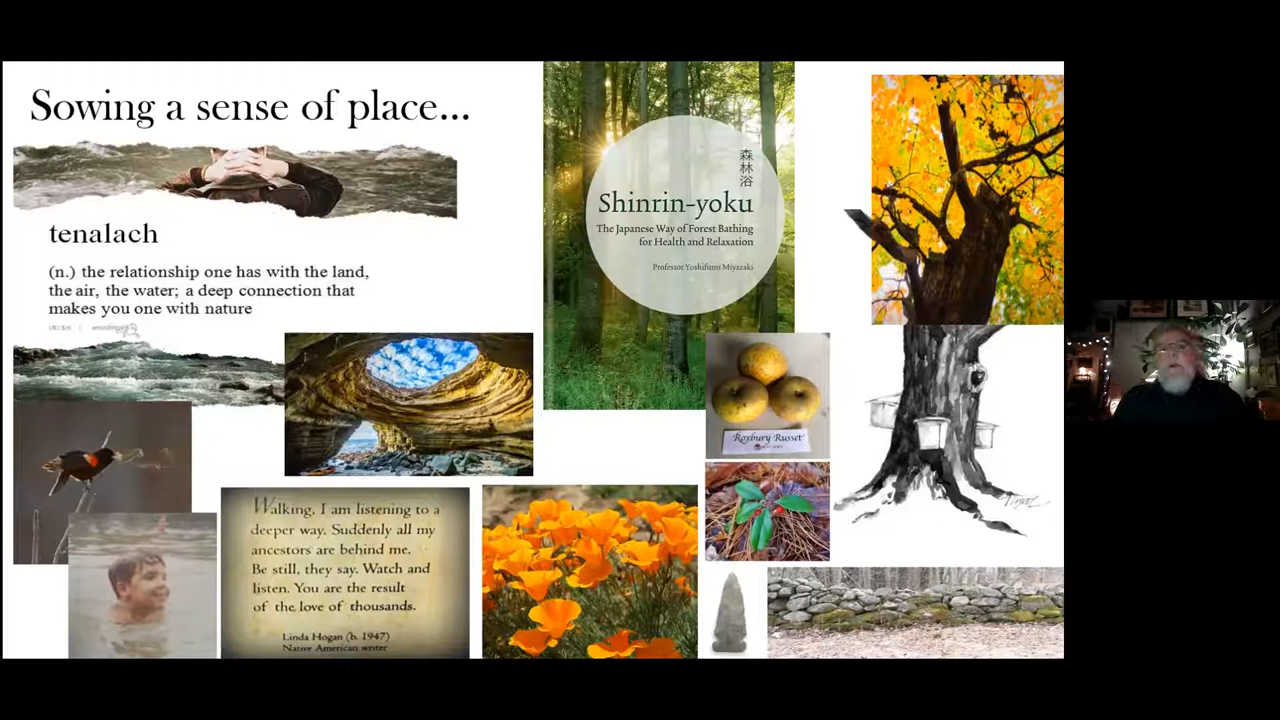 Sowing a sense of place...
tenalach
(n.) the relationship one has with the land,
the air, the water; a deep connection that
makes you one with nature
IRISH |
森
林
浴
Shinrin-yoku
The Japanese Way of Forest Bathing
for Health and Relaxation
Professor Yoshifumi Miyazaki
Roxbury Russet
Walking, I am listening to a
deeper way. Suddenly all my
ancestors are behind me.
Be still, they say. Watch and
listen. You are the result
of the love of thousands.
Linda Hogan (b. 1947)
Native American writer